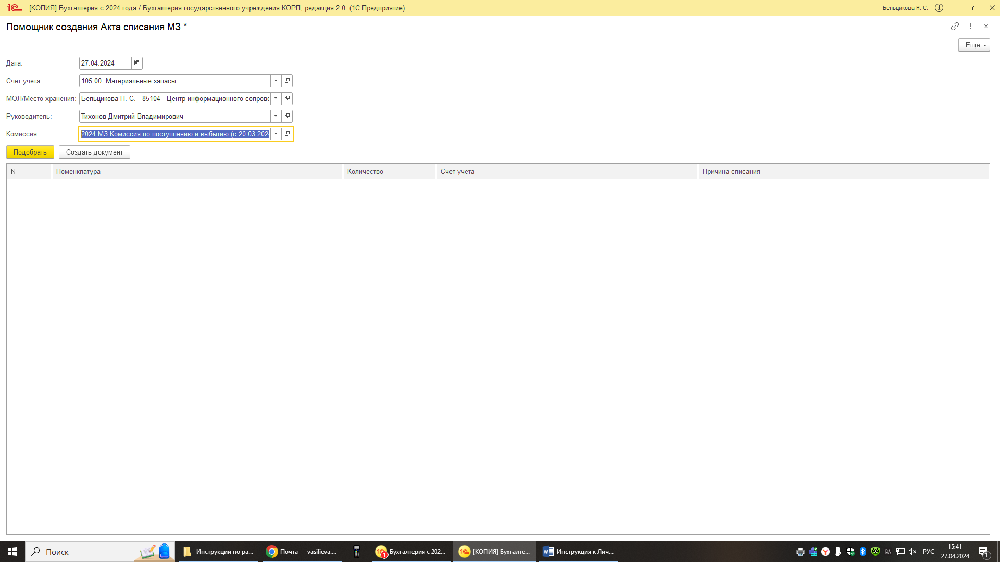 [КОПИЯ] Бухгалтерия с 2024 года / Бухгалтерия государственного учреждения КОРП, редакция 2.0 (1С:Предприятие)
Бельцикова Н. С.
Помощник создания Акта списания МЗ *
Еще
Дата: 27.04.2024
Счет учета: 105.00. Материальные запасы
МОЛ/Место хранения: Бельцикова Н. С. - 85104 - Центр информационного сопров
Руководитель: Тихонов Дмитрий Владимирович
Комиссия: 2024 МЗ Комиссия по поступлению и выбытию (с 20.03.202
Подобрать Создать документ
N Номенклатура Количество Счет учета Причина списания
Поиск
Инструкции по ра...
Почта — vasilieva....
Бухгалтерия с 202...
[КОПИЯ] Бухгалте...
Инструкция к Лич...
РУС
15:41
27.04.2024
1